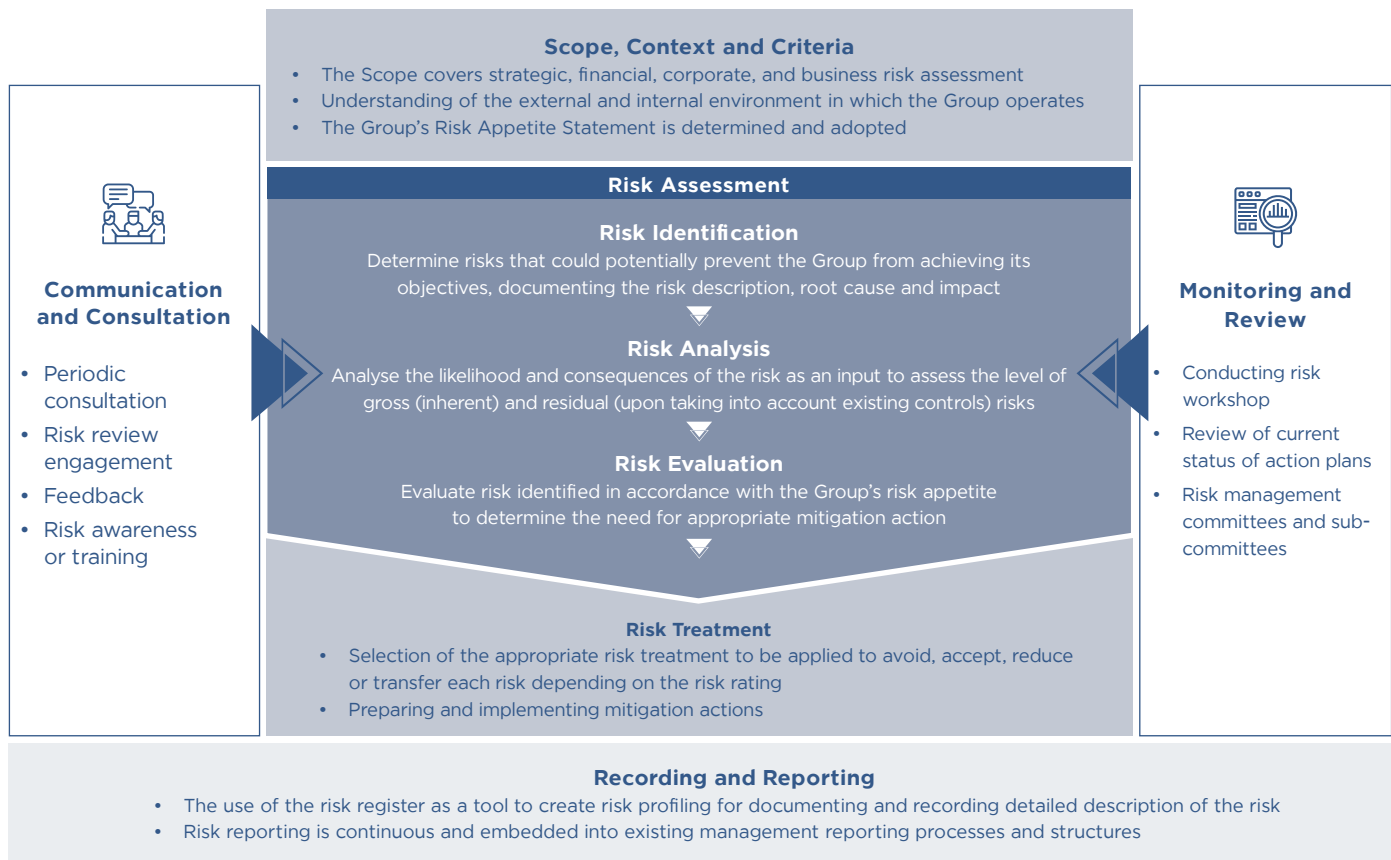 Scope, Context and Criteria
• The Scope covers strategic, financial, corporate, and business risk assessment
• Understanding of the external and internal environment in which the Group operates
• The Group's Risk Appetite Statement is determined and adopted
Communication
and Consultation
• Periodic
consultation
• Risk review
engagement
• Feedback
• Risk awareness
or training
Risk Assessment
Risk Identification
Determine risks that could potentially prevent the Group from achieving its
objectives, documenting the risk description, root cause and impact
Risk Analysis
Analyse the likelihood and consequences of the risk as an input to assess the level of
gross (inherent) and residual (upon taking into account existing controls) risks
Risk Evaluation
Evaluate risk identified in accordance with the Group's risk appetite
to determine the need for appropriate mitigation action
Risk Treatment
• Selection of the appropriate risk treatment to be applied to avoid, accept, reduce
or transfer each risk depending on the risk rating
• Preparing and implementing mitigation actions
Monitoring and
Review
• Conducting risk
workshop
• Review of current
status of action plans
• Risk management
committees and sub-
committees
Recording and Reporting
• The use of the risk register as a tool to create risk profiling for documenting and recording detailed description of the risk
• Risk reporting is continuous and embedded into existing management reporting processes and structures